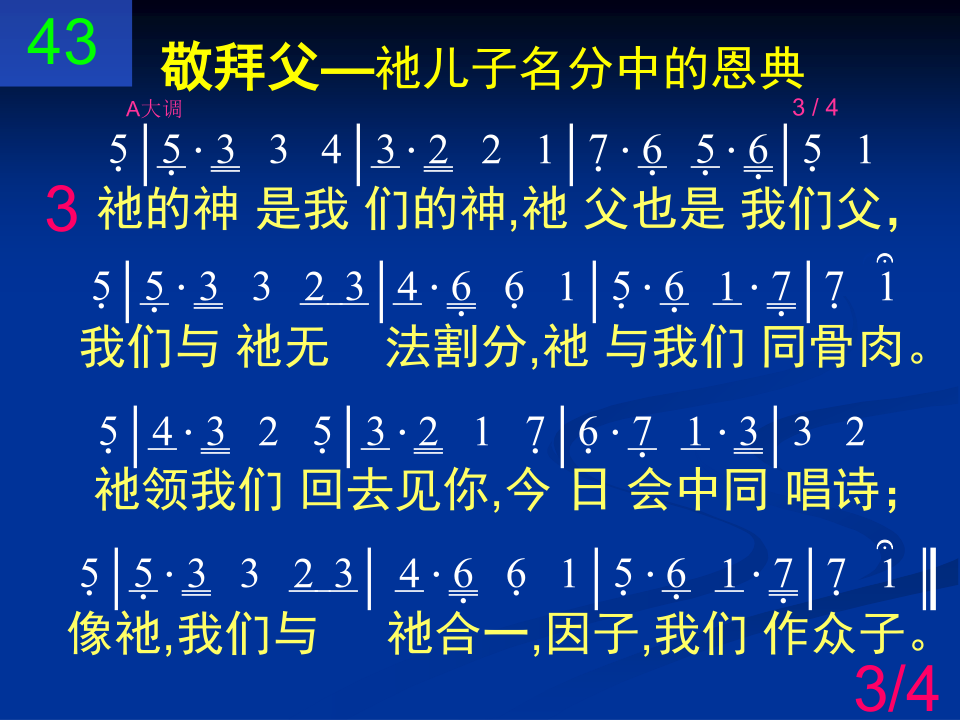 43
敬拜父—祂儿子名分中的恩典
A大调 3 / 4
5|5·3 3 4|3·2 2 1|7·6 5·6|5 1
3 祂的神 是我 们的神,祂 父也是 我们父，
5|5·3 3 2 3|4·6 6 1|5·6 1·7|7 1
我们与 祂无 法割分,祂 与我们 同骨肉。
5|4·3 2 5|3·2 1 7|6·7 1·3|3 2
祂领我们 回去见你,今 日 会中同 唱诗；
5|5·3 3 2 3|4·6 6 1|5·6 1·7|7 1‖
像祂,我们与 祂合一,因子,我们 作众子。
3/4